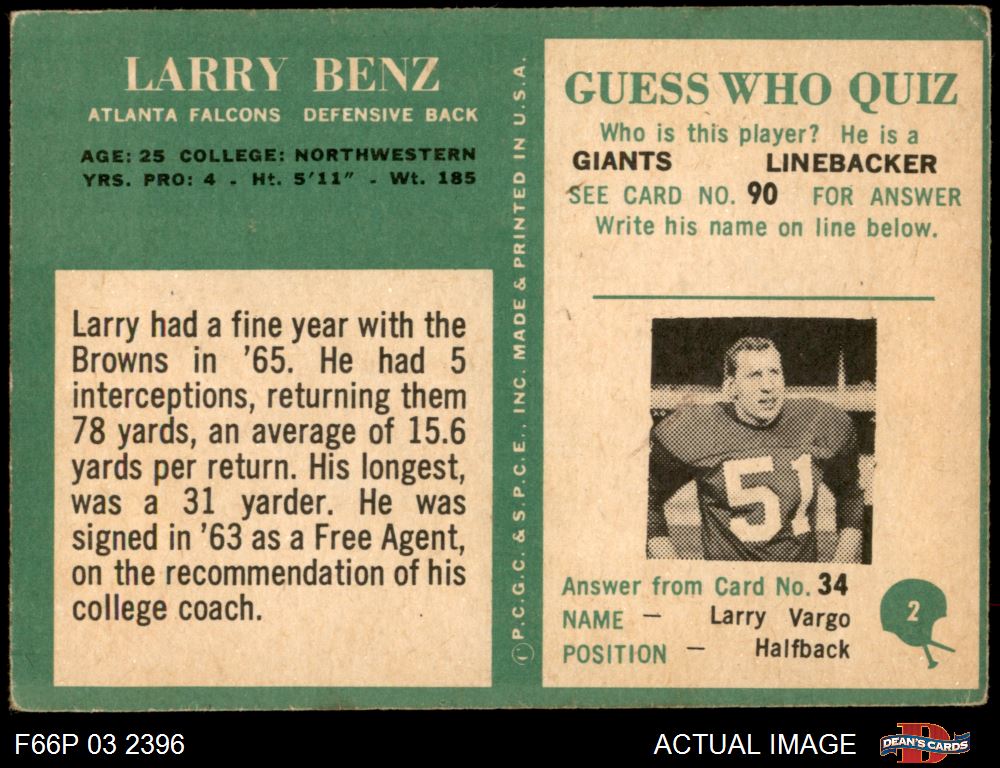 LARRY BENZ
ATLANTA FALCONS DEFENSIVE BACK
AGE: 25 COLLEGE: NORTHWESTERN
YRS. PRO: 4 - Ht. 5'11" - Wt. 185
Larry had a fine year with the
Browns in '65. He had 5
interceptions, returning them
78 yards, an average of 15.6
yards per return. His longest,
was a 31 yarder. He was
signed in '63 as a Free Agent,
on the recommendation of his
college coach.
©P.C.G.C. & S.P.C.E., INC. MADE & PRINTED IN U.S.A.
GUESS WHO QUIZ
Who is this player? He is a
GIANTS LINEBACKER
SEE CARD NO. 90 FOR ANSWER
Write his name on line below.
51
Answer from Card No. 34
NAME — Larry Vargo
POSITION — Halfback
2
F66P 03 2396
ACTUAL IMAGE
D
DEAN'S CARDS